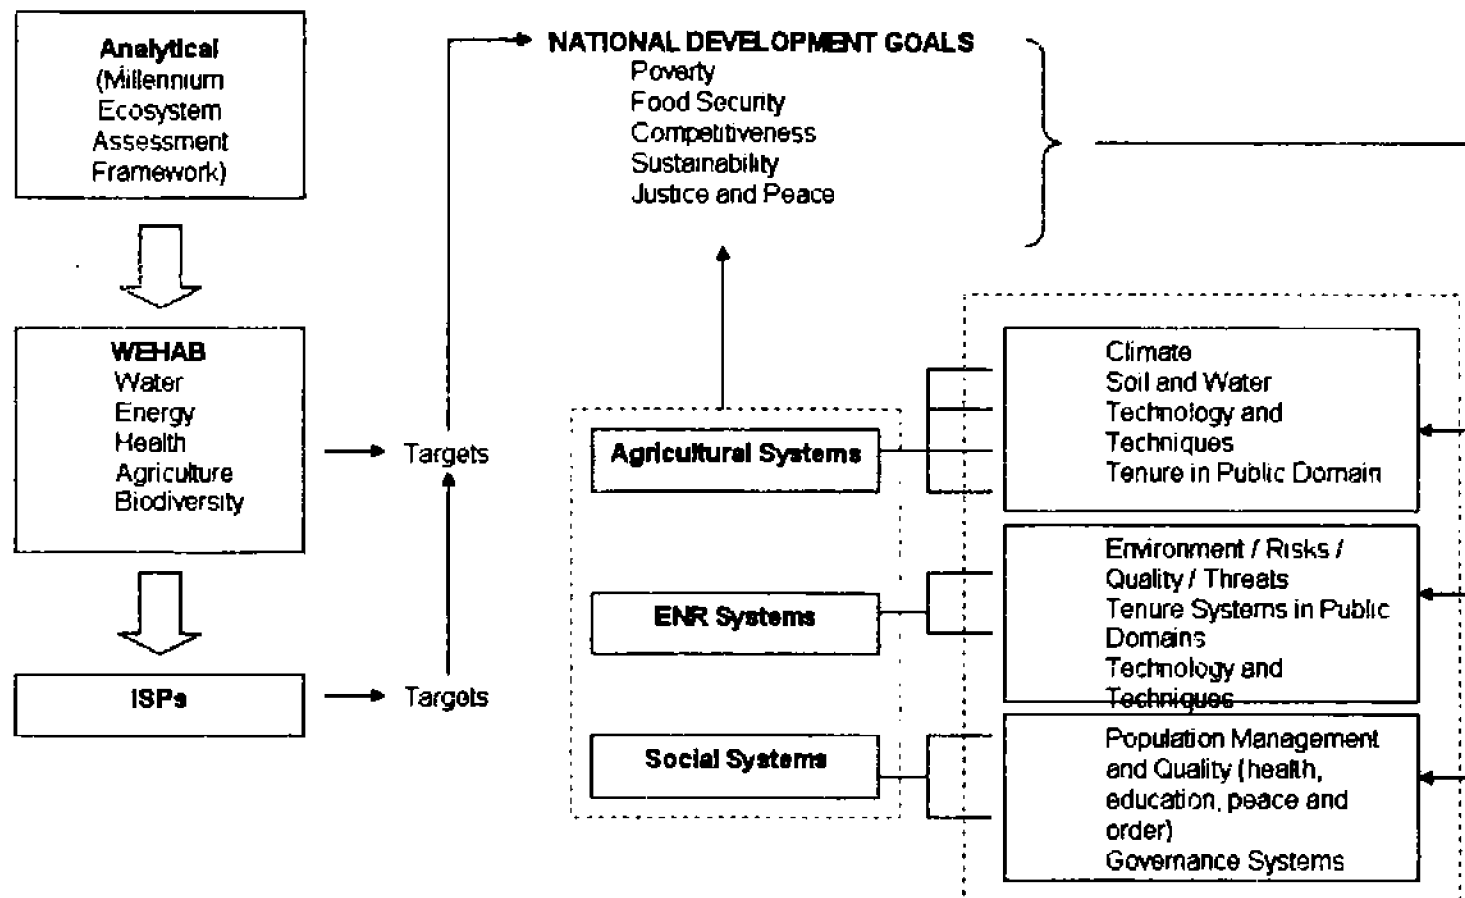 Analytical
(Millennium
Ecosystem
Assessment
Framework)
NATIONAL DEVELOPMENT GOALS
Poverty
Food Security
Competitiveness
Sustainability
Justice and Peace
WEHAB
Water
Energy
Health
Agriculture
Biodiversity
Targets
ISPs
Targets
Agricultural Systems
ENR Systems
Social Systems
Climate
Soil and Water
Technology and
Techniques
Tenure in Public Domain
Environment / Risks /
Quality / Threats
Tenure Systems in Public
Domains
Technology and
Techniques
Population Management
and Quality (health,
education, peace and
order)
Governance Systems